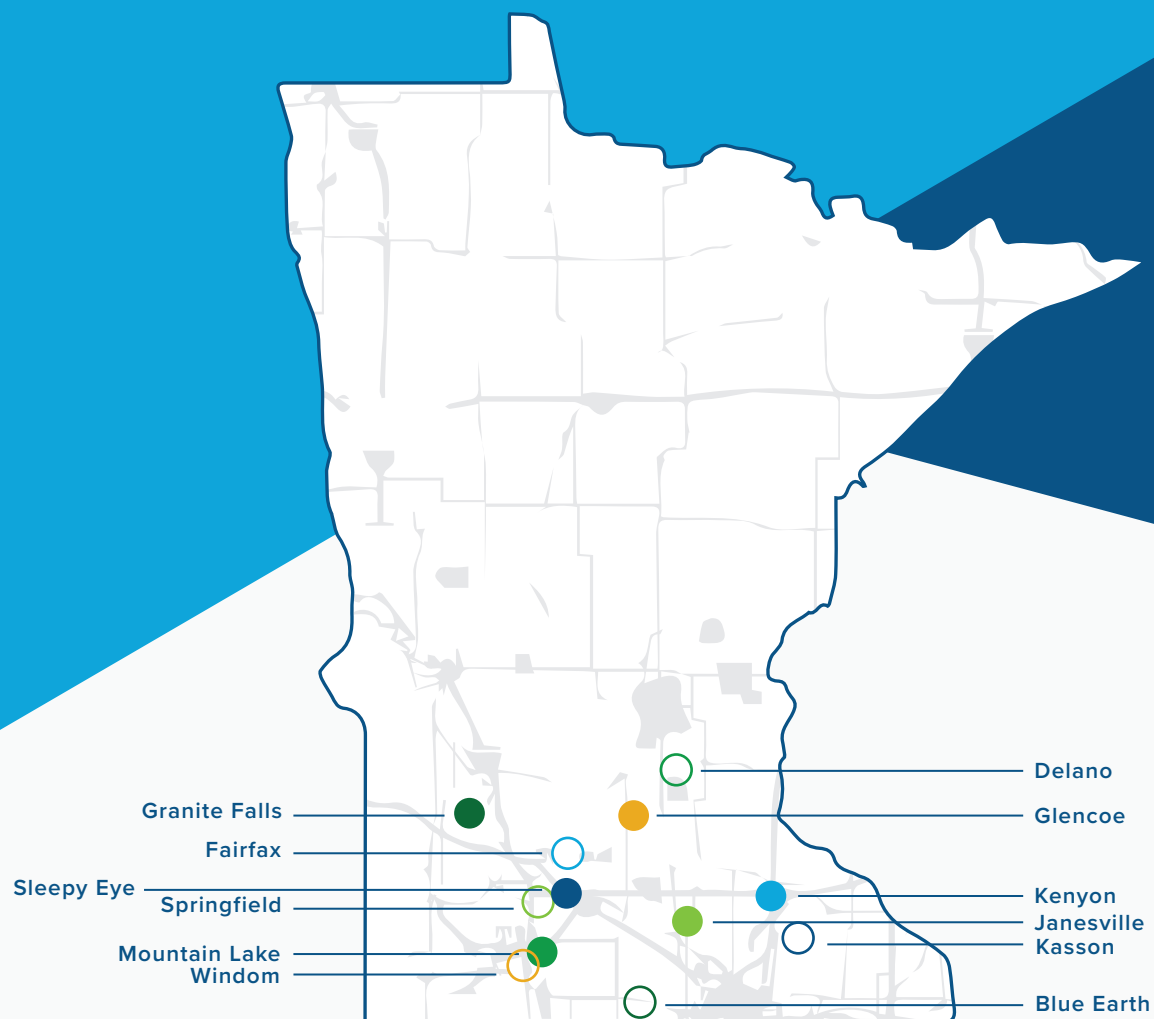 Granite Falls
Fairfax
Sleepy Eye
Springfield
Mountain Lake
Windom
Delano
Glencoe
Kenyon
Janesville
Kasson
Blue Earth